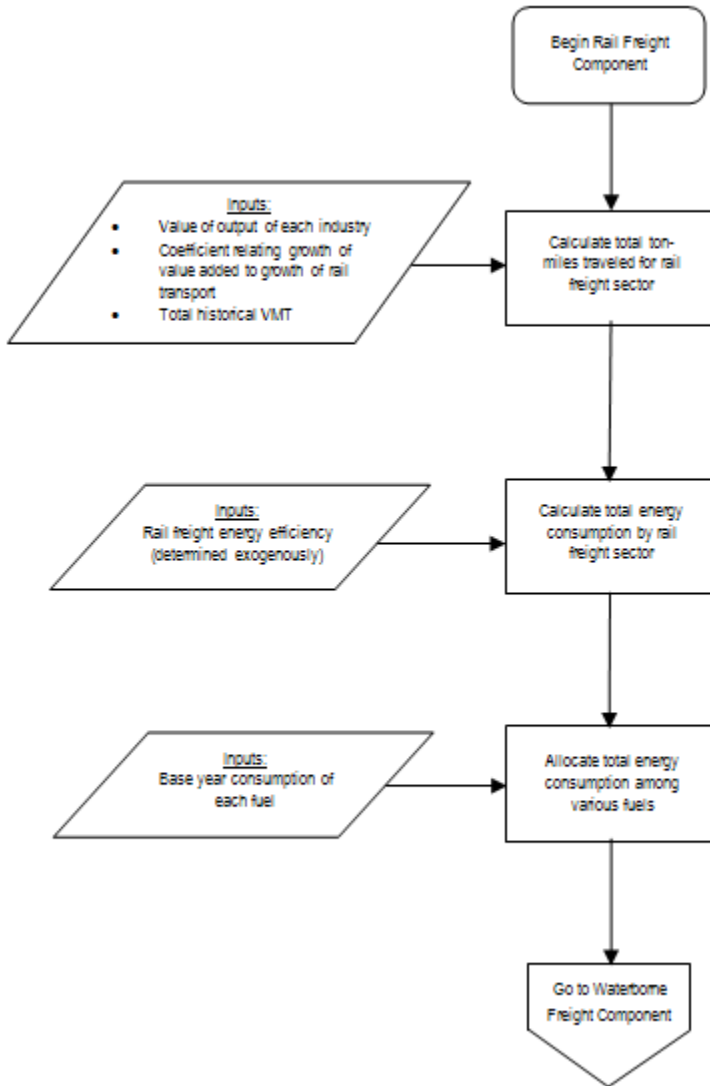 Begin Rail Freight
Component
Inputs:
• Value of output of each industry
• Coefficient relating growth of
value added to growth of rail
transport
• Total historical VMT
Calculate total ton-
miles traveled for rail
freight sector
Inputs:
Rail freight energy efficiency
(determined exogenously)
Calculate total energy
consumption by rail
freight sector
Inputs:
Base year consumption of
each fuel
Allocate total energy
consumption among
various fuels
Go to Waterborne
Freight Component